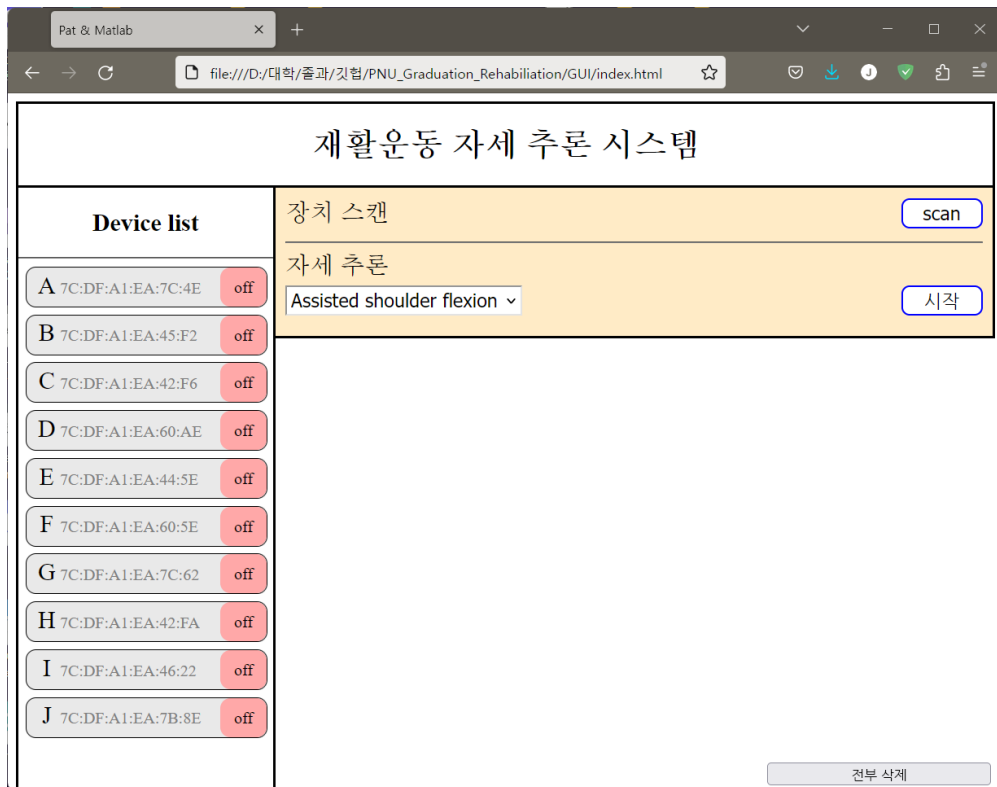 Pat & Matlab
file:///D:/대학/졸과/깃헙/PNU_Graduation_Rehabiliation/GUI/index.html
재활운동 자세 추론 시스템
Device list
A 7C:DF:A1:EA:7C:4E off
B 7C:DF:A1:EA:45:F2 off
C 7C:DF:A1:EA:42:F6 off
D 7C:DF:A1:EA:60:AE off
E 7C:DF:A1:EA:44:5E off
F 7C:DF:A1:EA:60:5E off
G 7C:DF:A1:EA:7C:62 off
H 7C:DF:A1:EA:42:FA off
I 7C:DF:A1:EA:46:22 off
J 7C:DF:A1:EA:7B:8E off
장치 스캔 scan
자세 추론
Assisted shoulder flexion 시작
전부 삭제